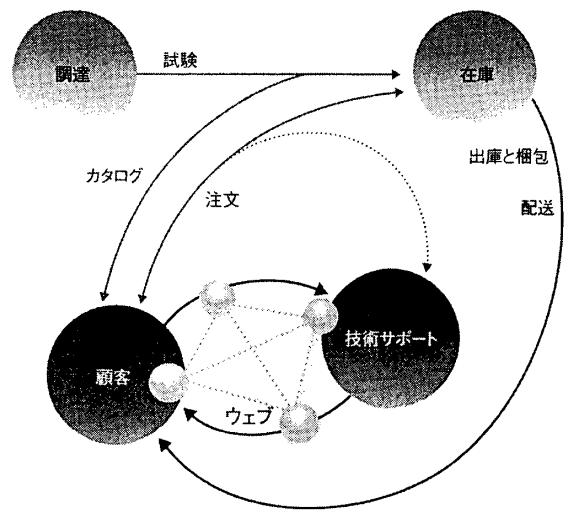 調達
試験
在庫
出庫と梱包
カタログ
注文
配送
技術サポート
顧客
ウェブ